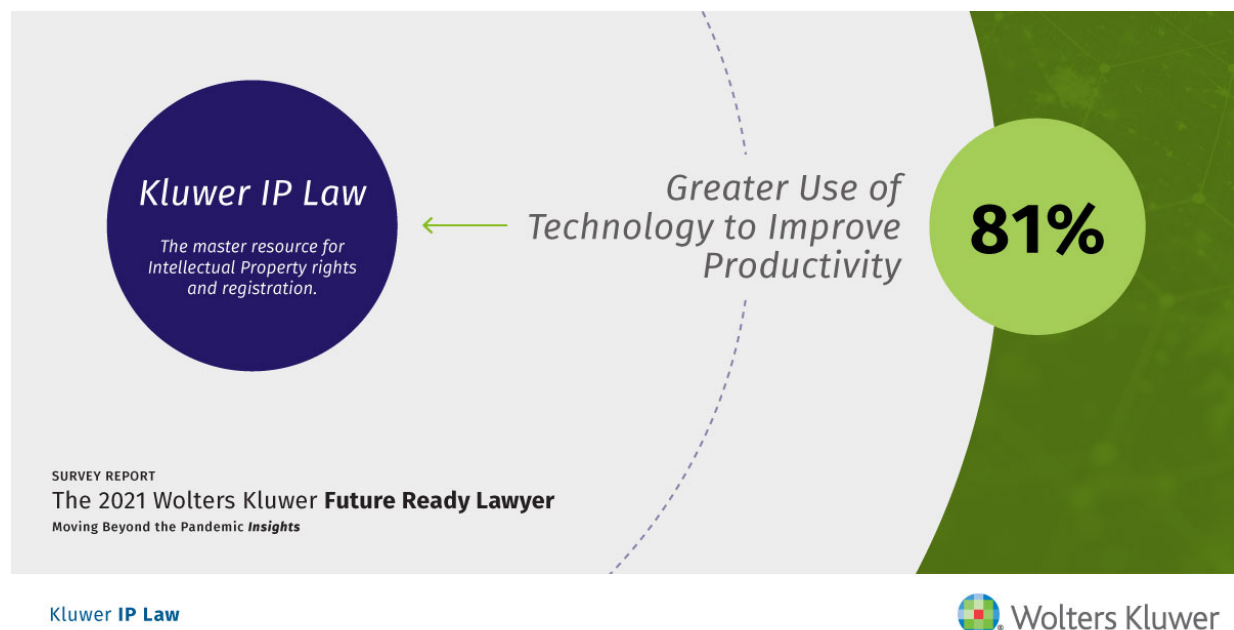 Kluwer IP Law
The master resource for
Intellectual Property rights
and registration.
Greater Use of
Technology to Improve
Productivity
81%
SURVEY REPORT
The 2021 Wolters Kluwer Future Ready Lawyer
Moving Beyond the Pandemic Insights
Kluwer IP Law
Wolters Kluwer